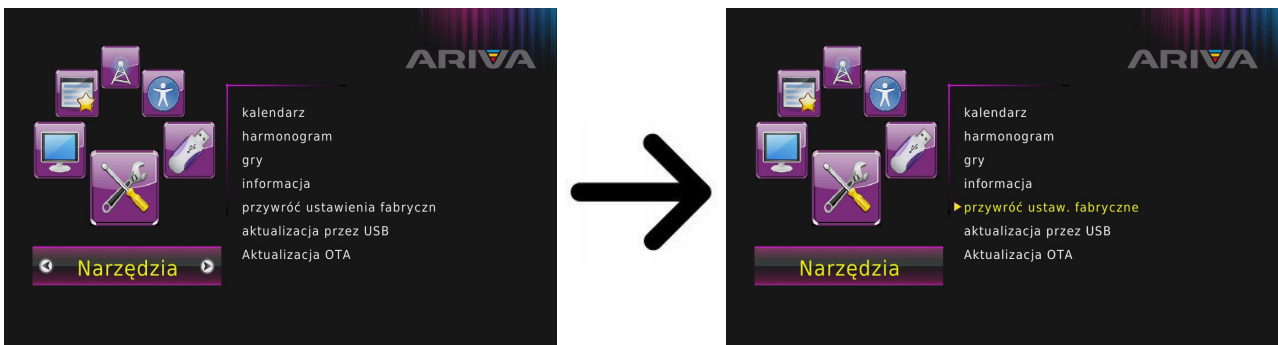 ARIVA
kalendarz
harmonogram
gry
informacja
przywróć ustawienia fabryczn
aktualizacja przez USB
Aktualizacja OTA
Narzędzia
ARIVA
kalendarz
harmonogram
gry
informacja
przywróć ustaw. fabryczne
aktualizacja przez USB
Aktualizacja OTA
Narzędzia